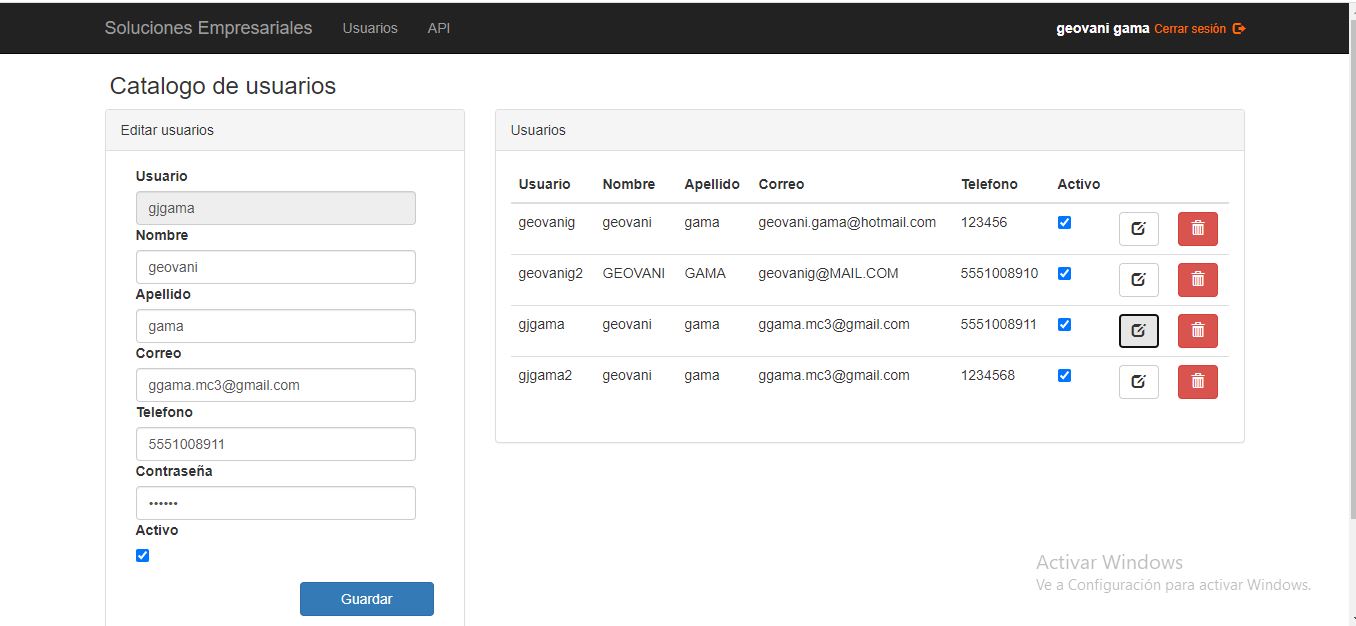 Soluciones Empresariales Usuarios API geovani gama Cerrar sesión
Catalogo de usuarios
Editar usuarios
Usuario
gjgama
Nombre
geovani
Apellido
gama
Correo
ggama.mc3@gmail.com
Telefono
5551008911
Contraseña
••••••
Activo
Guardar
Usuarios
Usuario Nombre Apellido Correo Telefono Activo
geovanig geovani gama geovani.gama@hotmail.com 123456
geovanig2 GEOVANI GAMA geovanig@MAIL.COM 5551008910
gjgama geovani gama ggama.mc3@gmail.com 5551008911
gjgama2 geovani gama ggama.mc3@gmail.com 1234568
Activar Windows
Ve a Configuración para activar Windows.